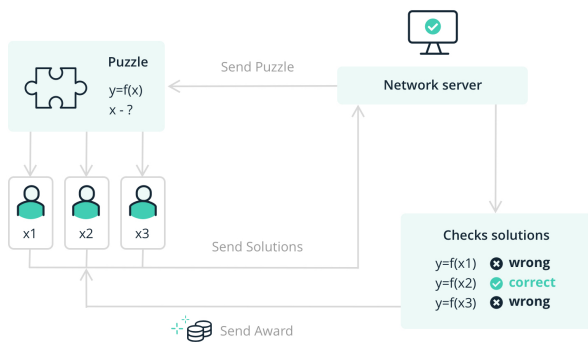 Puzzle
y=f(x)
x - ?
Send Puzzle
Network server
x1
x2
x3
Send Solutions
Checks solutions
y=f(x1) wrong
y=f(x2) correct
y=f(x3) wrong
Send Award